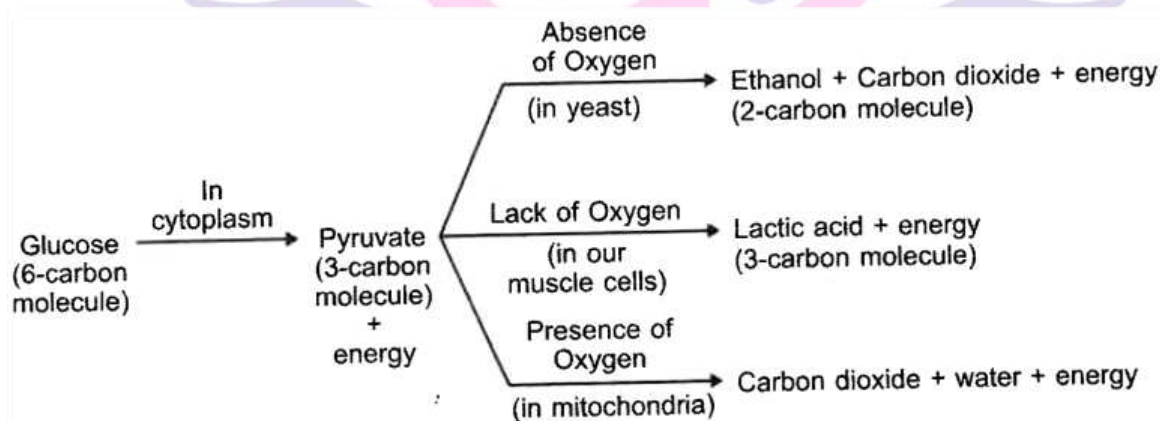 Absence
of Oxygen
(in yeast)
Ethanol + Carbon dioxide + energy
(2-carbon molecule)
Glucose
(6-carbon
molecule)
In
cytoplasm
Pyruvate
(3-carbon
molecule)
+
energy
Lack of Oxygen
(in our
muscle cells)
Lactic acid + energy
(3-carbon molecule)
Presence of
Oxygen
(in mitochondria)
Carbon dioxide + water + energy